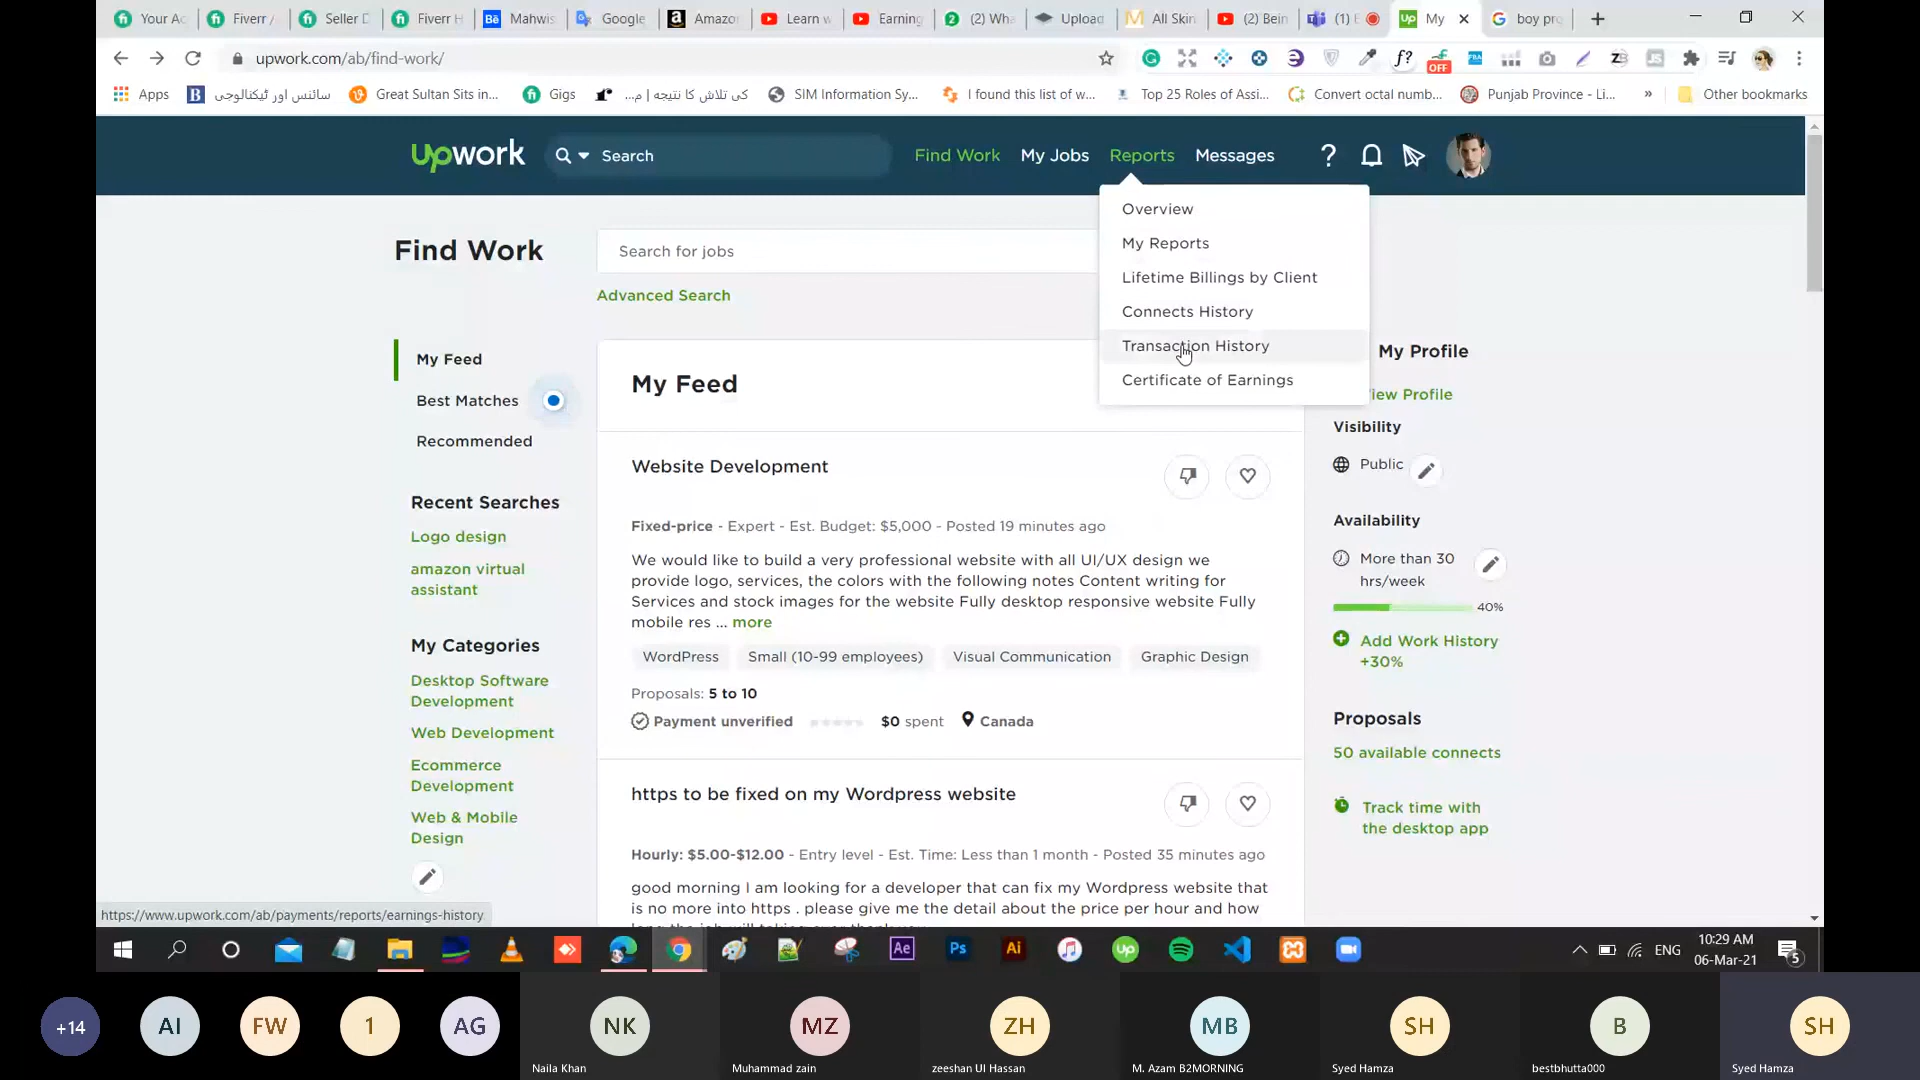 Your Ac
Fiverr /
Seller D
Fiverr H
Mahwis
Google
Amazo
Learn w
Earning
(2) Wha
Upload
All Skin
(2) Bein
(1)
My
boy pro
upwork.com/ab/find-work/
f?
OFF
FBA
Apps
سائنس اور ٹیکنالوجی
Great Sultan Sits in...
Gigs
کی تلاش کا نتیجہ | م...
SIM Information Sy...
I found this list of w...
Top 25 Roles of Assi...
Convert octal numb...
Punjab Province - Li...
»
Other bookmarks
upwork
Search
Find Work
My Jobs
Reports
Messages
?
Overview
My Reports
Lifetime Billings by Client
Connects History
Transaction History
Certificate of Earnings
Find Work
Search for jobs
Advanced Search
My Feed
Best Matches
Recommended
Recent Searches
Logo design
amazon virtual
assistant
My Categories
Desktop Software
Development
Web Development
Ecommerce
Development
Web & Mobile
Design
My Feed
Website Development
Fixed-price - Expert - Est. Budget: $5,000 - Posted 19 minutes ago
We would like to build a very professional website with all UI/UX design we
provide logo, services, the colors with the following notes Content writing for
Services and stock images for the website Fully desktop responsive website Fully
mobile res ... more
WordPress
Small (10-99 employees)
Visual Communication
Graphic Design
Proposals: 5 to 10
Payment unverified
$0 spent
Canada
https to be fixed on my Wordpress website
Hourly: $5.00-$12.00 - Entry level - Est. Time: Less than 1 month - Posted 35 minutes ago
good morning I am looking for a developer that can fix my Wordpress website that
is no more into https . please give me the detail about the price per hour and how
My Profile
View Profile
Visibility
Public
Availability
More than 30
hrs/week
40%
Add Work History
+30%
Proposals
50 available connects
Track time with
the desktop app
https://www.upwork.com/ab/payments/reports/earnings-history
Ae
Ps
Ai
up
ENG
10:29 AM
06-Mar-21
5
+14
AI
FW
1
AG
NK
MZ
ZH
MB
SH
B
SH
Naila Khan
Muhammad zain
zeeshan Ul Hassan
M. Azam B2MORNING
Syed Hamza
bestbhutta000
Syed Hamza